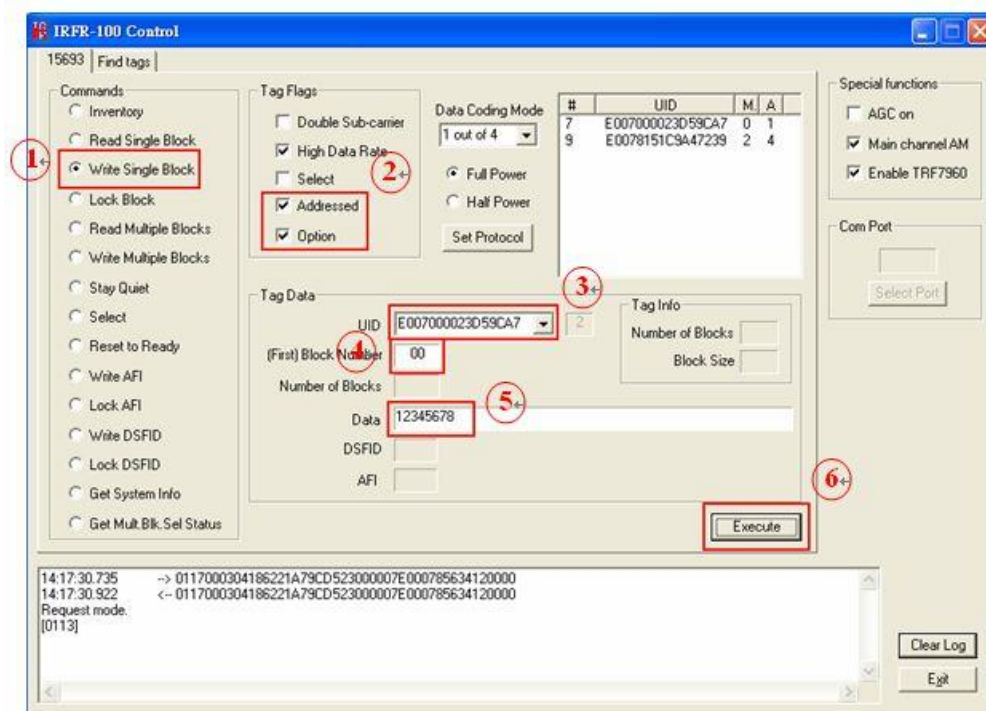 IRFR-100 Control
15693 Find tags
Commands
Inventory
Read Single Block
1
Write Single Block
Lock Block
Read Multiple Blocks
Write Multiple Blocks
Stay Quiet
Select
Reset to Ready
Write AFI
Lock AFI
Write DSFID
Lock DSFID
Get System Info
Get Mult.Blk.Sel Status
Tag Flags
Double Sub-carrier
High Data Rate
2
Select
Addressed
Option
Data Coding Mode
1 out of 4
Full Power
Half Power
Set Protocol
# UID M. A
7 E007000023D59CA7 0 1
9 E0078151C9A47239 2 4
Special functions
AGC on
Main channel AM
Enable TRF7960
Com Port
Select Port
Tag Data
3
UID E007000023D59CA7 2
4
(First) Block Number 00
Number of Blocks
5
Data 12345678
DSFID
AFI
Tag Info
Number of Blocks
Block Size
6
Execute
14:17:30.735 --> 0117000304186221A79CD523000007E000785634120000
14:17:30.922 <-- 0117000304186221A79CD523000007E000785634120000
Request mode.
[0113]
Clear Log
Exit